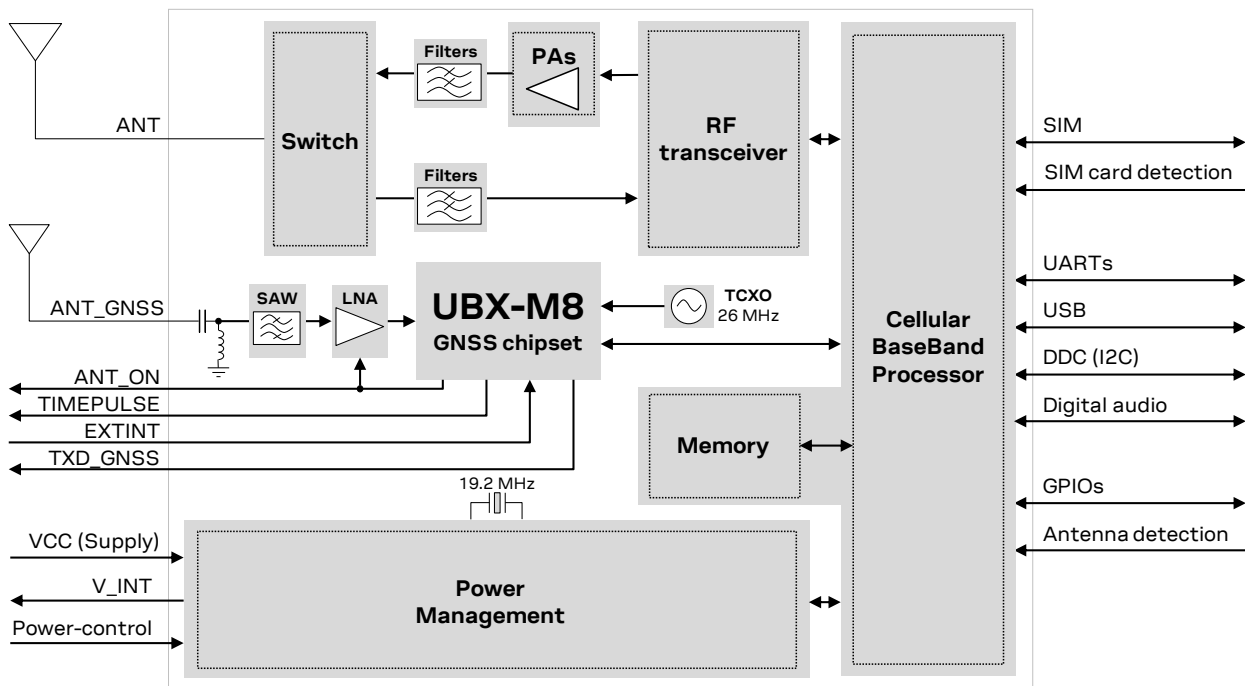 ANT
Switch
Filters
Filters
PAs
RF
transceiver
SIM
SIM card detection
ANT_GNSS
SAW
LNA
UBX-M8
GNSS chipset
TCXO
26 MHz
Cellular
BaseBand
Processor
UARTs
USB
DDC (I2C)
Digital audio
GPIOs
Antenna detection
ANT_ON
TIMEPULSE
EXTINT
TXD_GNSS
Memory
19.2 MHz
VCC (Supply)
V_INT
Power-control
Power
Management